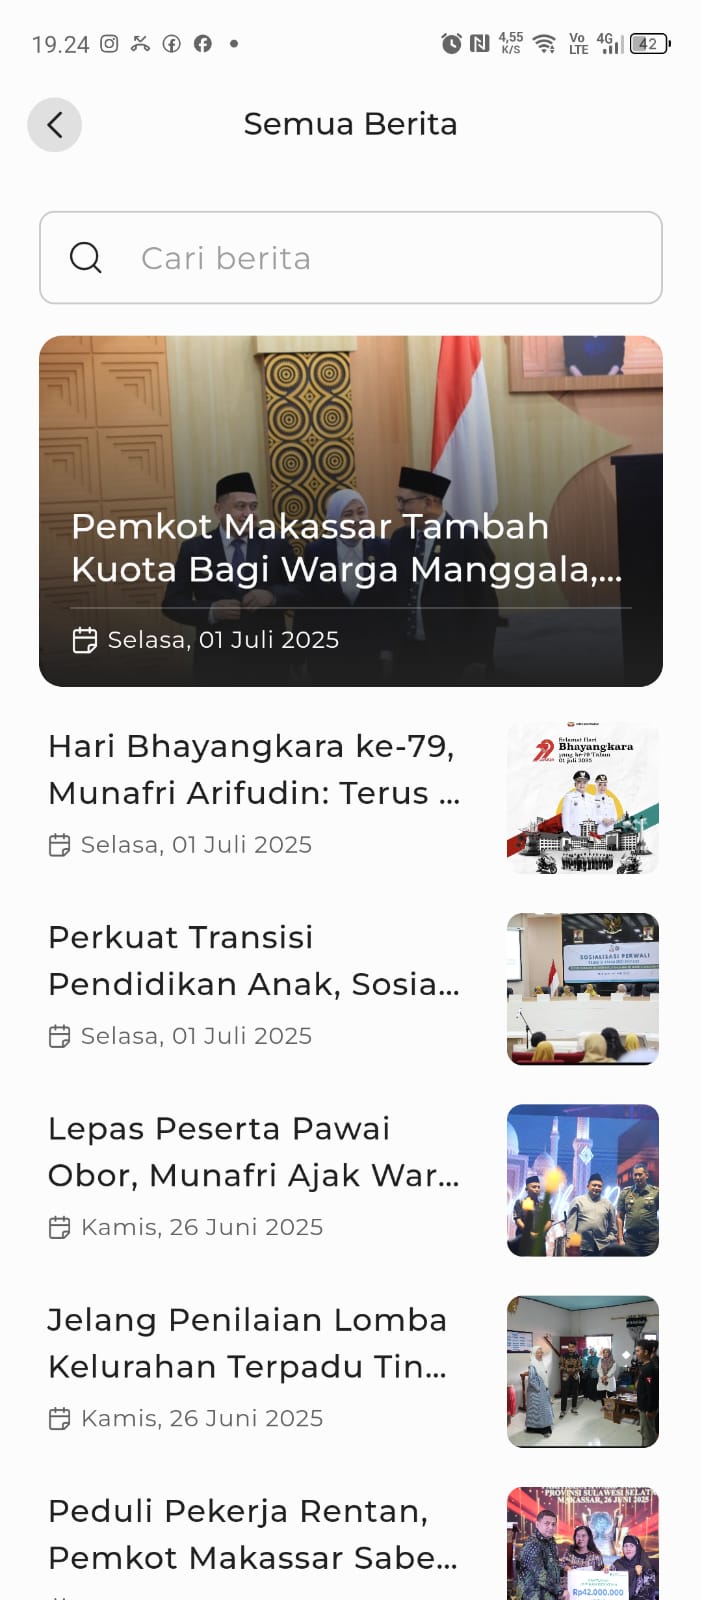 19.24
4,55
K/S
Vo
LTE
4G
42
Semua Berita
Cari berita
Pemkot Makassar Tambah
Kuota Bagi Warga Manggala,...
Selasa, 01 Juli 2025
Hari Bhayangkara ke-79,
Munafri Arifudin: Terus ...
Selasa, 01 Juli 2025
Selamat Hari
Bhayangkara
yang ke-79 Tahun
01 juli 2025
Perkuat Transisi
Pendidikan Anak, Sosia...
Selasa, 01 Juli 2025
SOSIALISASI PERWALI
Lepas Peserta Pawai
Obor, Munafri Ajak War...
Kamis, 26 Juni 2025
Jelang Penilaian Lomba
Kelurahan Terpadu Tin...
Kamis, 26 Juni 2025
Peduli Pekerja Rentan,
Pemkot Makassar Sabe...
PROVINSI SULAWESI SELATA
MAKASSAR, 26 JUNI 2025
Rp42.000.000